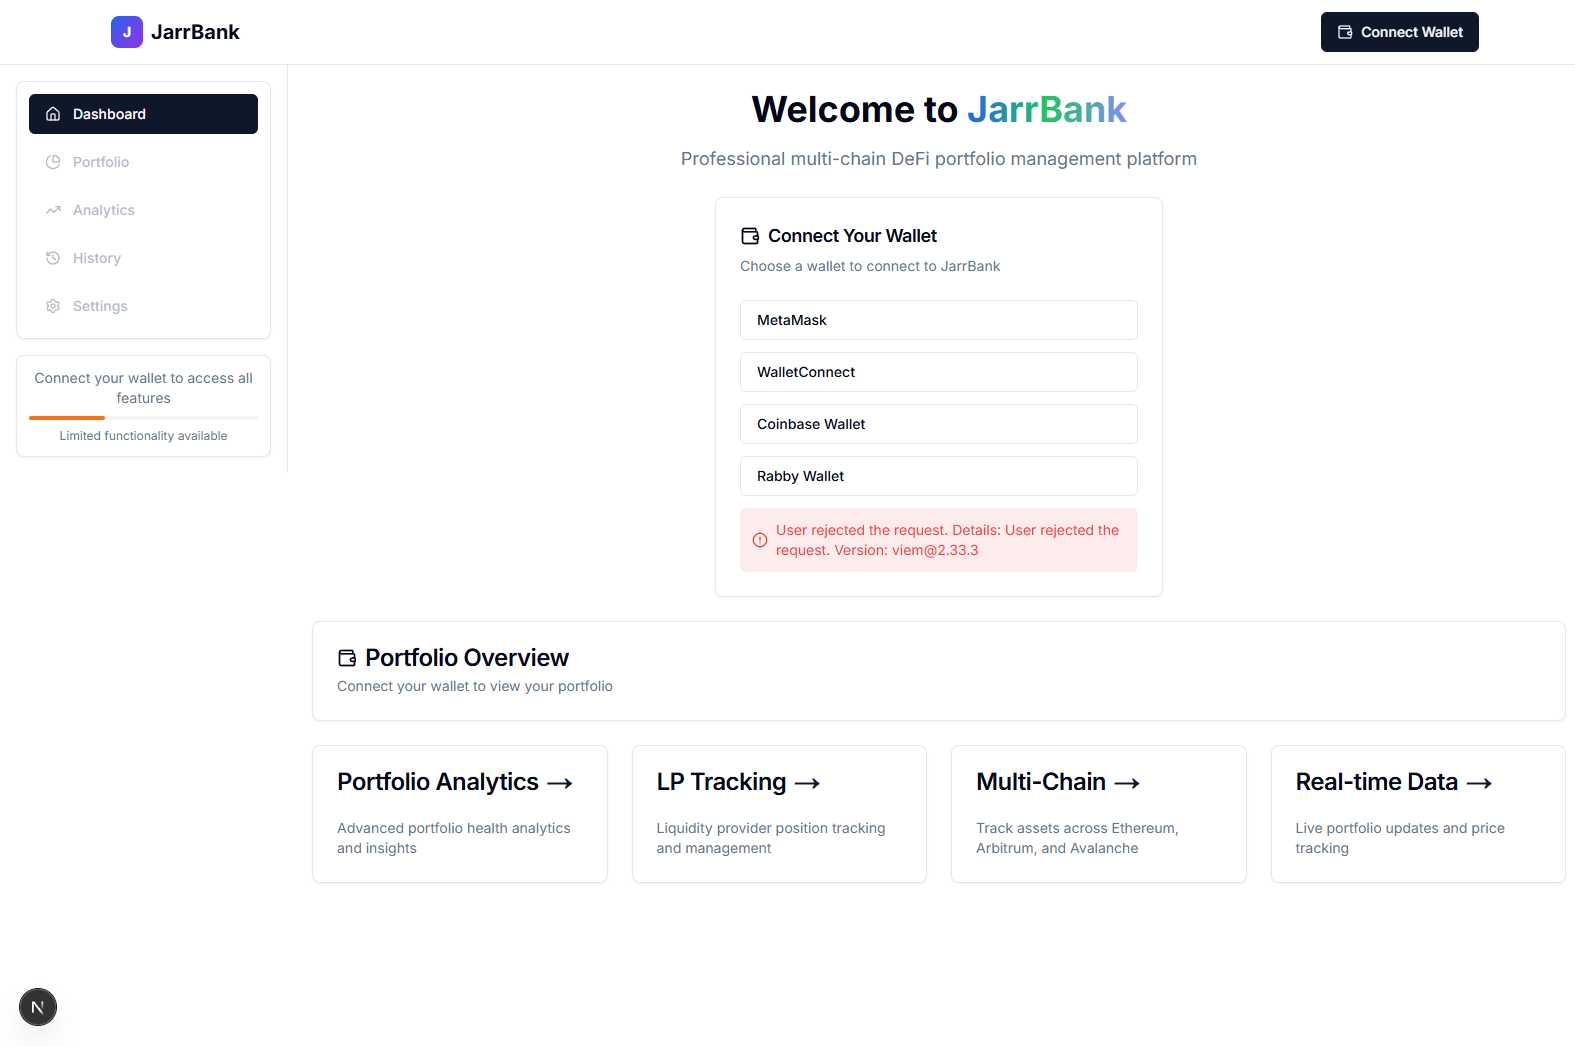 J JarrBank
Connect Wallet
Dashboard
Portfolio
Analytics
History
Settings
Connect your wallet to access all
features
Limited functionality available
Welcome to JarrBank
Professional multi-chain DeFi portfolio management platform
Connect Your Wallet
Choose a wallet to connect to JarrBank
MetaMask
WalletConnect
Coinbase Wallet
Rabby Wallet
User rejected the request. Details: User rejected the
request. Version: viem@2.33.3
Portfolio Overview
Connect your wallet to view your portfolio
Portfolio Analytics →
Advanced portfolio health analytics
and insights
LP Tracking →
Liquidity provider position tracking
and management
Multi-Chain →
Track assets across Ethereum,
Arbitrum, and Avalanche
Real-time Data →
Live portfolio updates and price
tracking
N